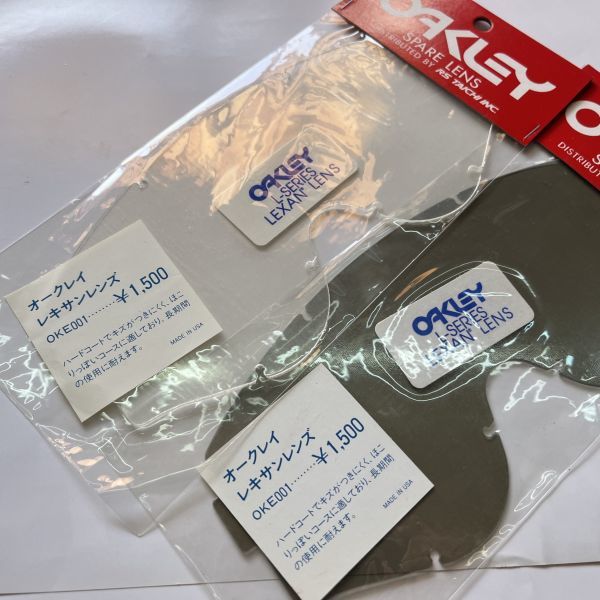 OAKLEY
SPARE LENS
DISTRIBUTED BY RS TAICHI INC.
O
SP
DISTRIBUTE
OAKLEY
L-SERIES
LEXAN® LENS
オークレイ
レキサンレンズ
OKE001........¥1,500
ハードコートでキズがつきにくく、ほこ
りっぽいコースに適しており、長期間
の使用に耐えます。
MADE IN USA
OAKLEY
L-SERIES
LEXAN® LENS
オークレイ
レキサンレンズ
OKE001........¥1,500
ハードコートでキズがつきにくく、ほこ
りっぽいコースに適しており、長期間
の使用に耐えます。
MADE IN USA